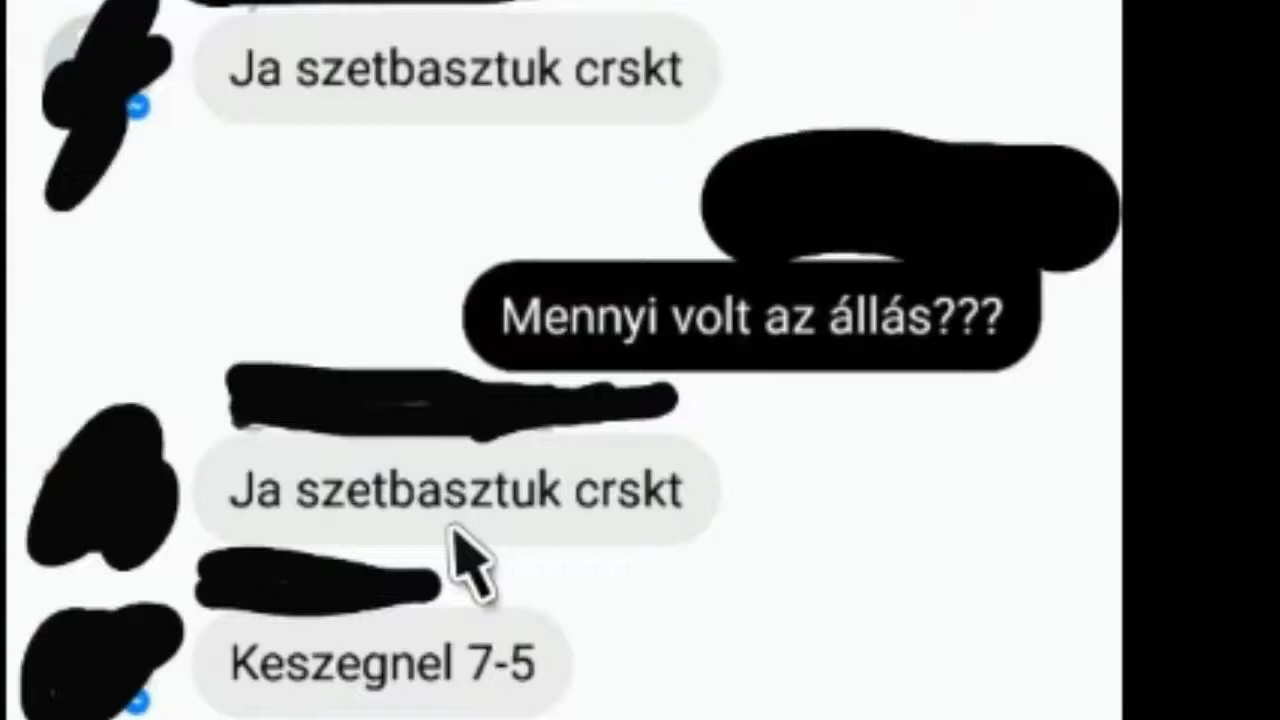 Ja szetbasztuk crskt
Mennyi volt az állás???
Ja szetbasztuk crskt
Keszegnel 7-5